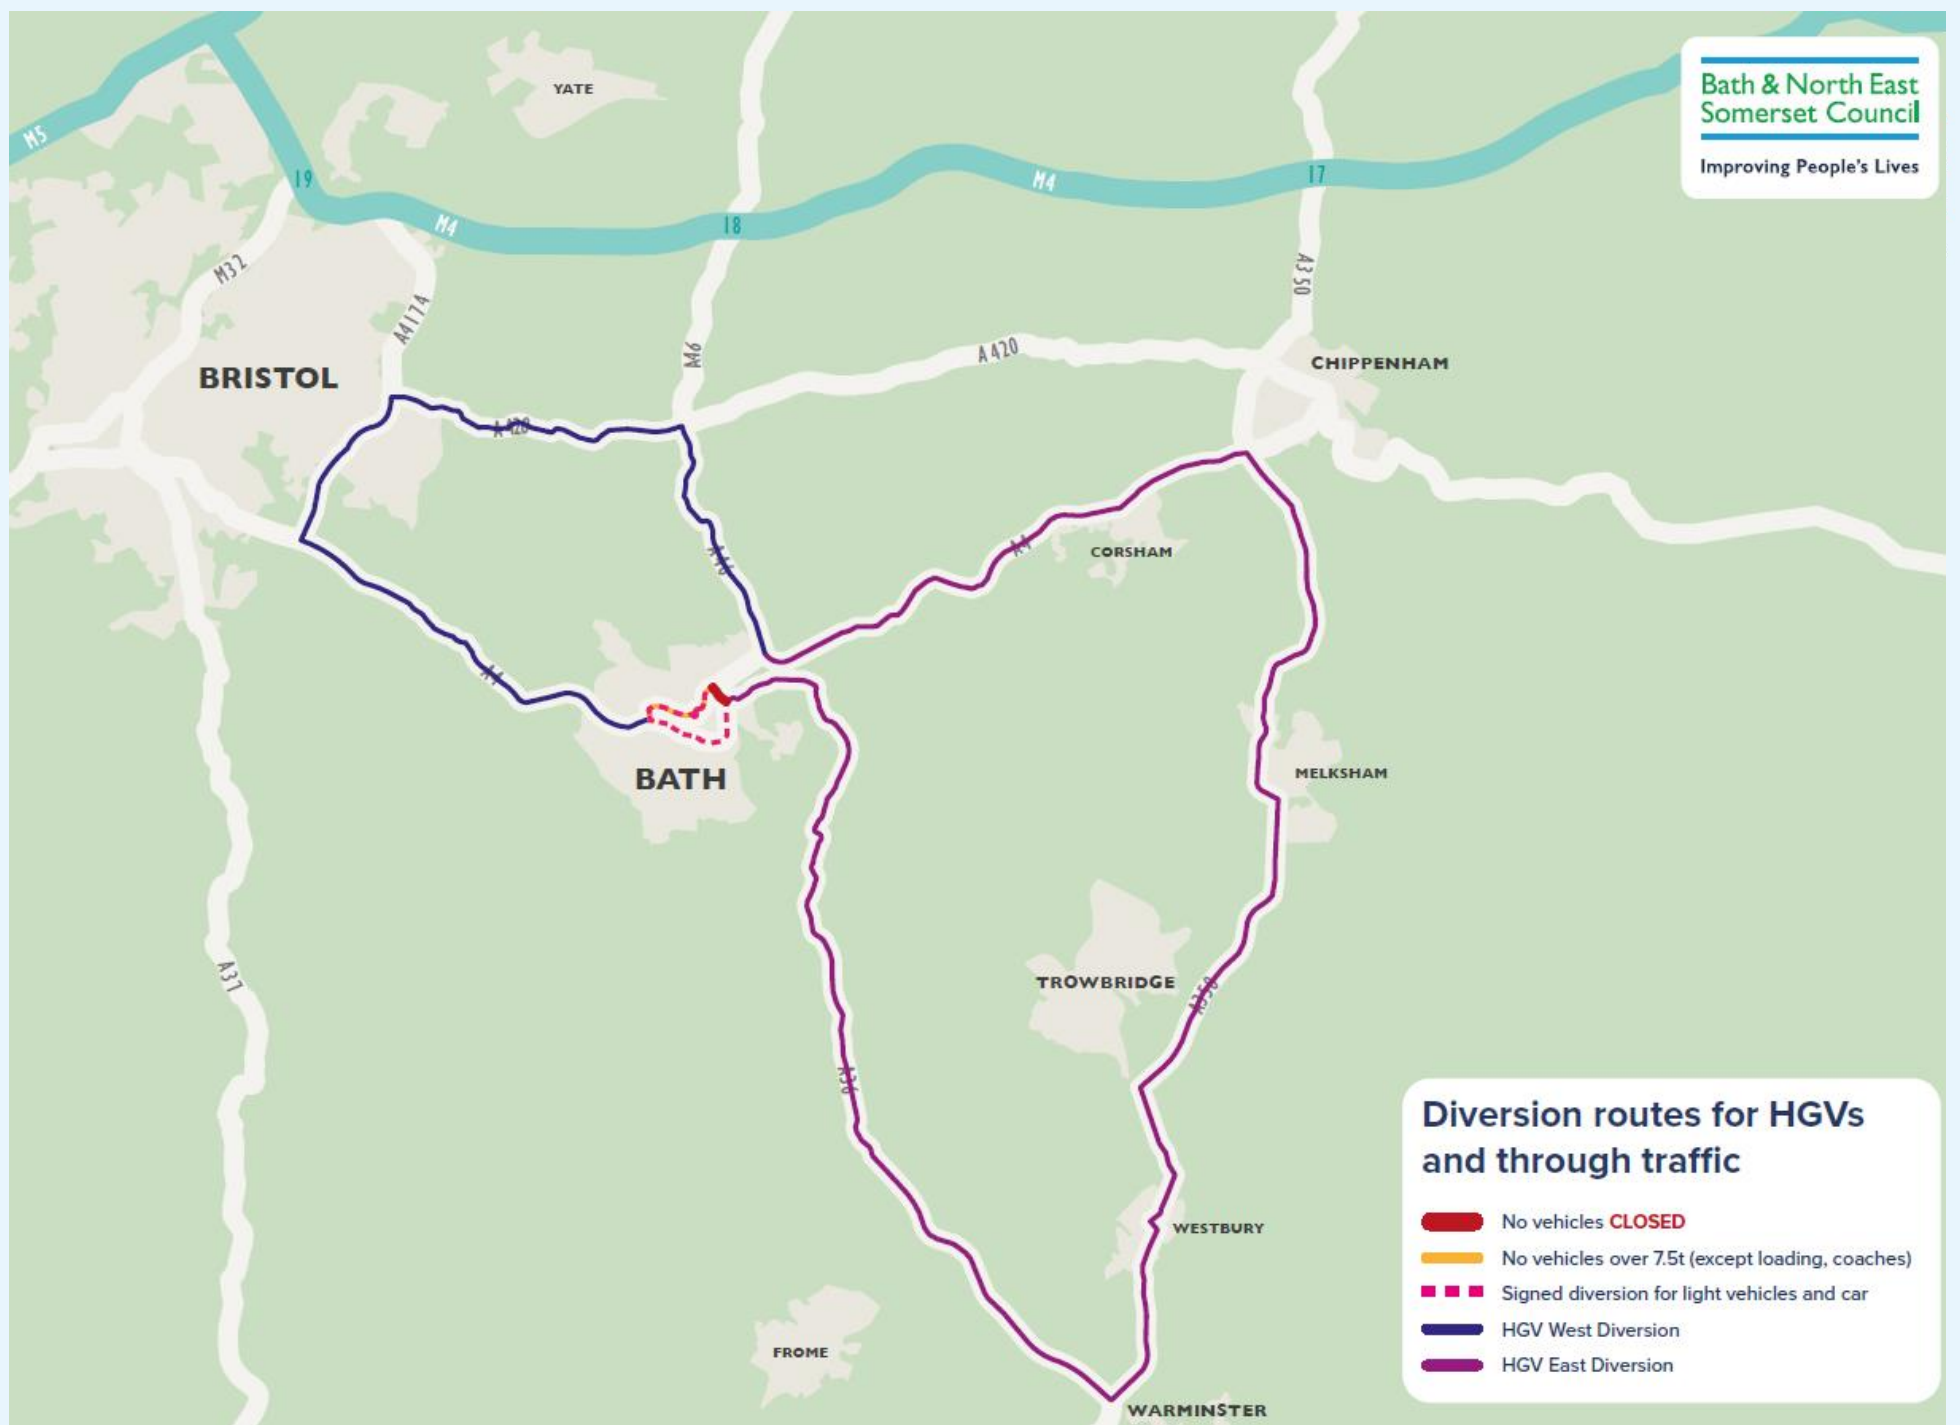 Bath & North East
Somerset Council
Improving People's Lives
YATE
M5
19
M4
18
M4
17
M32
A4174
A46
A420
A350
BRISTOL
CHIPPENHAM
A 420
A46
A4
CORSHAM
A4
BATH
MELKSHAM
A37
TROWBRIDGE
A350
A36
WESTBURY
FROME
WARMINSTER
Diversion routes for HGVs
and through traffic
No vehicles CLOSED
No vehicles over 7.5t (except loading, coaches)
Signed diversion for light vehicles and car
HGV West Diversion
HGV East Diversion